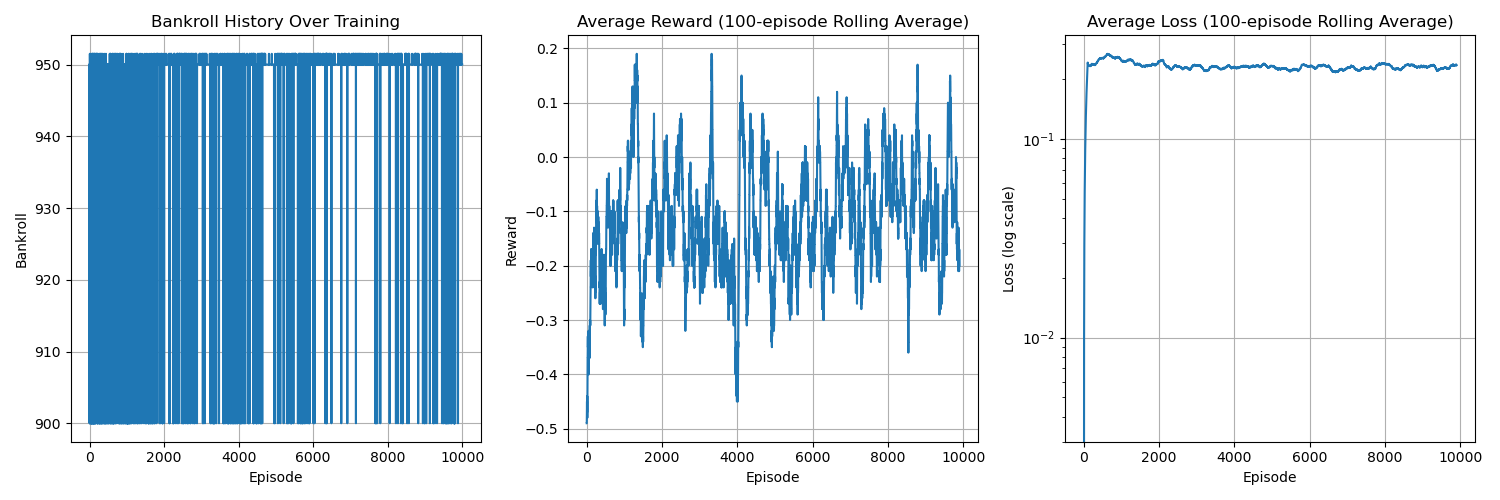 Bankroll History Over Training
Bankroll
950
940
930
920
910
900
0 2000 4000 6000 8000 10000
Episode
Average Reward (100-episode Rolling Average)
Reward
0.2
0.1
0.0
−0.1
−0.2
−0.3
−0.4
−0.5
0 2000 4000 6000 8000 10000
Episode
Average Loss (100-episode Rolling Average)
Loss (log scale)
10⁻¹
10⁻²
0 2000 4000 6000 8000 10000
Episode